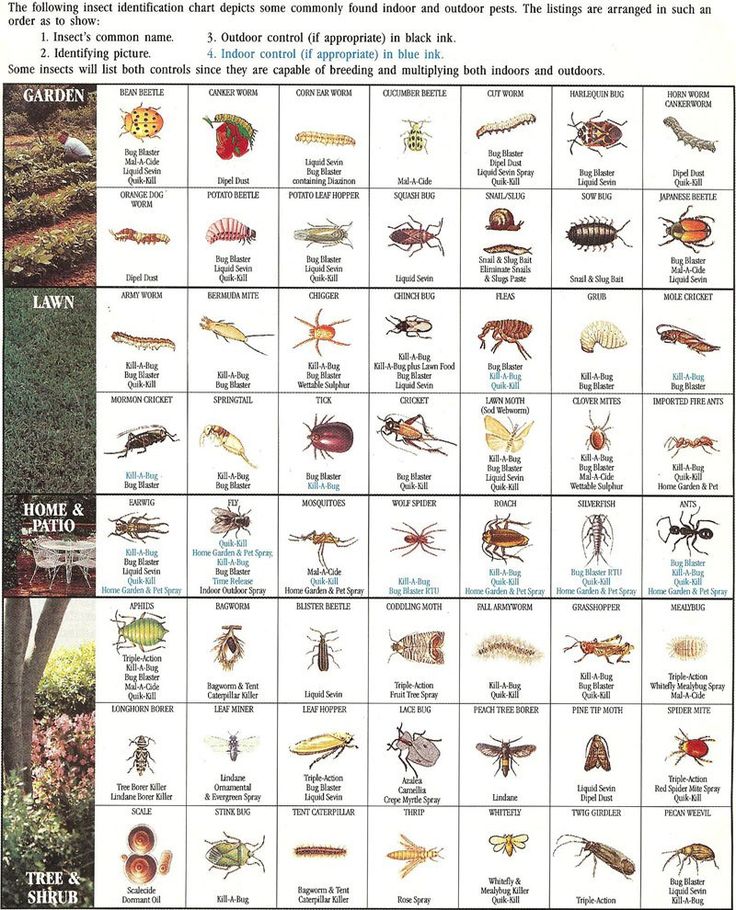 The following insect identification chart depicts some commonly found indoor and outdoor pests. The listings are arranged in such an
order as to show:
1. Insect's common name.
3. Outdoor control (if appropriate) in black ink.
2. Identifying picture.
4. Indoor control (if appropriate) in blue ink.
Some insects will list both controls since they are capable of breeding and multiplying both indoors and outdoors.
GARDEN
BEAN BEETLE
Bug Blaster
Mal-A-Cide
Liquid Sevin
Quik-Kill
CANKER WORM
Dipel Dust
CORN EAR WORM
Liquid Sevin
Bug Blaster
containing Diazinon
CUCUMBER BEETLE
Mal-A-Cide
CUT WORM
Bug Blaster
Dipel Dust
Liquid Sevin Spray
Quik-Kill
HARLEQUIN BUG
Bug Blaster
Liquid Sevin
HORN WORM
CANKERWORM
Dipel Dust
Quik-Kill
ORANGE DOG
WORM
Dipel Dust
POTATO BEETLE
Bug Blaster
Liquid Sevin
Quik-Kill
POTATO LEAF HOPPER
Bug Blaster
Liquid Sevin
Quik-Kill
SQUASH BUG
Liquid Sevin
SNAIL/SLUG
Snail & Slug Bait
Eliminate Snails
& Slugs Paste
SOW BUG
Snail & Slug Bait
JAPANESE BEETLE
Bug Blaster
Mal-A-Cide
Liquid Sevin
LAWN
ARMY WORM
Kill-A-Bug
Bug Blaster
Quik-Kill
BERMUDA MITE
Kill-A-Bug
Bug Blaster
CHIGGER
Kill-A-Bug
Bug Blaster
Wettable Sulphur
CHINCH BUG
Kill-A-Bug
Kill-A-Bug plus Lawn Food
Bug Blaster
Liquid Sevin
FLEAS
Bug Blaster
Kill-A-Bug
Quik-Kill
GRUB
Kill-A-Bug
Bug Blaster
MOLE CRICKET
Kill-A-Bug
Bug Blaster
MORMON CRICKET
Kill-A-Bug
Bug Blaster
SPRINGTAIL
Kill-A-Bug
Bug Blaster
TICK
Bug Blaster
Kill-A-Bug
CRICKET
Bug Blaster
Quik-Kill
LAWN MOTH
(Sod Webworm)
Kill-A-Bug
Bug Blaster
Liquid Sevin
Quik-Kill
CLOVER MITES
Kill-A-Bug
Bug Blaster
Mal-A-Cide
Wettable Sulphur
IMPORTED FIRE ANTS
Kill-A-Bug
Quik-Kill
Home Garden & Pet
HOME &
PATIO
EARWIG
Kill-A-Bug
Bug Blaster
Liquid Sevin
Quik-Kill
Home Garden & Pet Spray
FLY
Quik-Kill
Home Garden & Pet Spray,
Kill-A-Bug
Bug Blaster
Time Release
Indoor Outdoor Spray
MOSQUITOES
Mal-A-Cide
Quik-Kill
Home Garden & Pet Spray
WOLF SPIDER
Kill-A-Bug
Bug Blaster RTU
ROACH
Kill-A-Bug
Quik-Kill
Home Garden & Pet Spray
SILVERFISH
Bug Blaster RTU
Quik-Kill
Home Garden & Pet Spray
ANTS
Bug Blaster
Kill-A-Bug
Quik-Kill
Home Garden & Pet Spray
TREE &
SHRUB
APHIDS
Triple-Action
Kill-A-Bug
Bug Blaster
Mal-A-Cide
Quik-Kill
BAGWORM
Bagworm & Tent
Caterpillar Killer
BLISTER BEETLE
Liquid Sevin
CODDLING MOTH
Triple-Action
Fruit Tree Spray
FALL ARMYWORM
Kill-A-Bug
Quik-Kill
GRASSHOPPER
Kill-A-Bug
Bug Blaster
Quik-Kill
MEALYBUG
Triple-Action
Whitefly Mealybug Spray
Mal-A-Cide
LONGHORN BORER
Tree Borer Killer
Lindane Borer Killer
LEAF MINER
Lindane
Ornamental
& Evergreen Spray
LEAF HOPPER
Triple-Action
Bug Blaster
Liquid Sevin
LACE BUG
Azalea
Camellia
Crepe Myrtle Spray
PEACH TREE BORER
Lindane
PINE TIP MOTH
Liquid Sevin
Dipel Dust
SPIDER MITE
Triple-Action
Red Spider Mite Spray
Quik-Kill
SCALE
Scalecide
Dormant Oil
STINK BUG
Kill-A-Bug
TENT CATERPILLAR
Bagworm & Tent
Caterpillar Killer
THRIP
Rose Spray
WHITEFLY
Whitefly &
Mealybug Killer
Quik-Kill
TWIG GIRDLER
Triple-Action
PECAN WEEVIL
Bug Blaster
Liquid Sevin
Kill-A-Bug